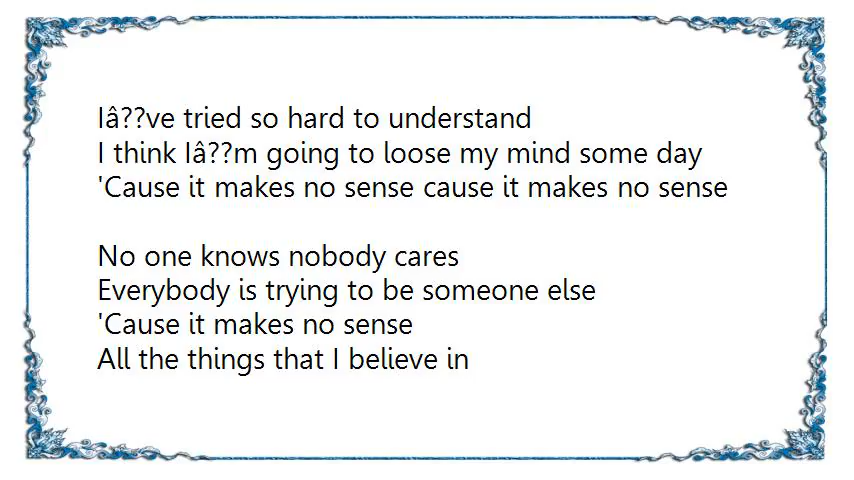 Iâ??ve tried so hard to understand
I think Iâ??m going to loose my mind some day
'Cause it makes no sense cause it makes no sense
No one knows nobody cares
Everybody is trying to be someone else
'Cause it makes no sense
All the things that I believe in